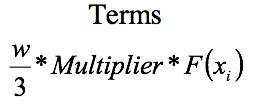 Terms
w/3 * Multiplier * F(xᵢ)